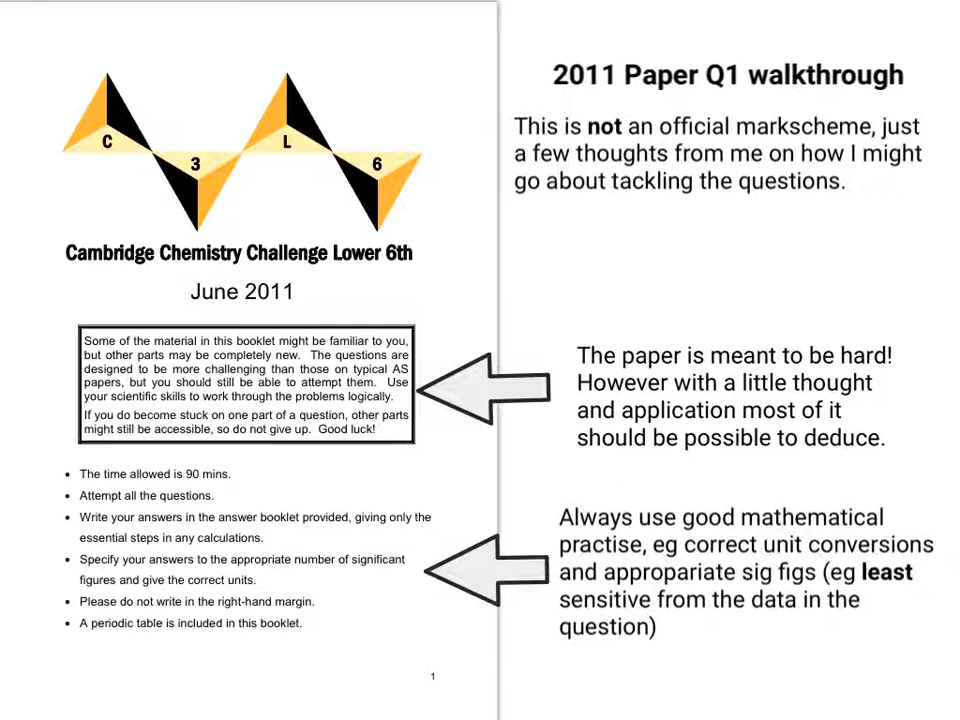 C
3
L
6
Cambridge Chemistry Challenge Lower 6th
June 2011
Some of the material in this booklet might be familiar to you,
but other parts may be completely new. The questions are
designed to be more challenging than those on typical AS
papers, but you should still be able to attempt them. Use
your scientific skills to work through the problems logically.
If you do become stuck on one part of a question, other parts
might still be accessible, so do not give up. Good luck!
• The time allowed is 90 mins.
• Attempt all the questions.
• Write your answers in the answer booklet provided, giving only the
essential steps in any calculations.
• Specify your answers to the appropriate number of significant
figures and give the correct units.
• Please do not write in the right-hand margin.
• A periodic table is included in this booklet.
1
2011 Paper Q1 walkthrough
This is not an official markscheme, just
a few thoughts from me on how I might
go about tackling the questions.
The paper is meant to be hard!
However with a little thought
and application most of it
should be possible to deduce.
Always use good mathematical
practise, eg correct unit conversions
and appropariate sig figs (eg least
sensitive from the data in the
question)